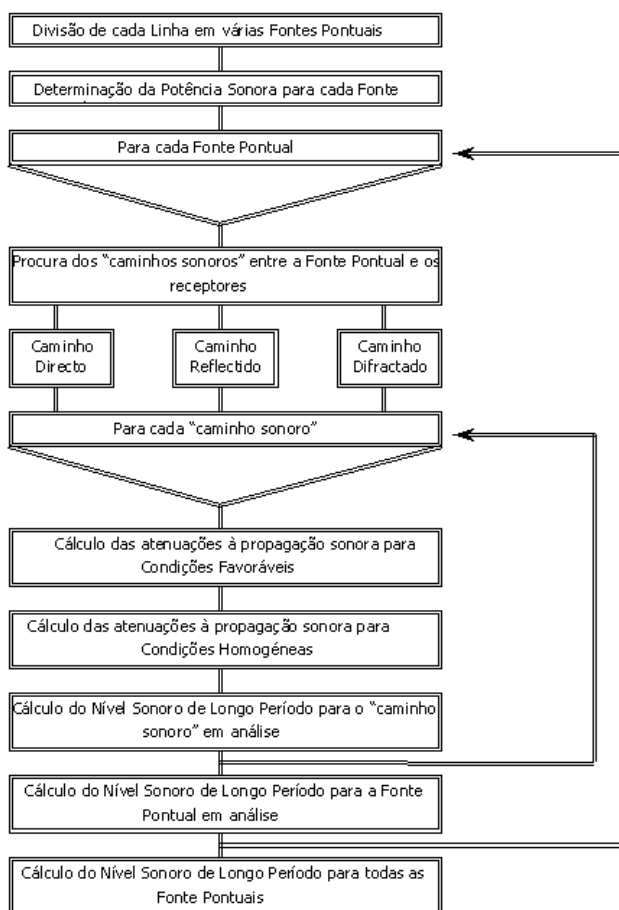 Divisão de cada Linha em várias Fontes Pontuais
Determinação da Potência Sonora para cada Fonte
Para cada Fonte Pontual
Procura dos “caminhos sonoros” entre a Fonte Pontual e os
receptores
Caminho
Directo
Caminho
Reflectido
Caminho
Difractado
Para cada “caminho sonoro”
Cálculo das atenuações à propagação sonora para
Condições Favoráveis
Cálculo das atenuações à propagação sonora para
Condições Homogéneas
Cálculo do Nível Sonoro de Longo Período para o “caminho
sonoro” em análise
Cálculo do Nível Sonoro de Longo Período para a Fonte
Pontual em análise
Cálculo do Nível Sonoro de Longo Período para todas as
Fonte Pontuais